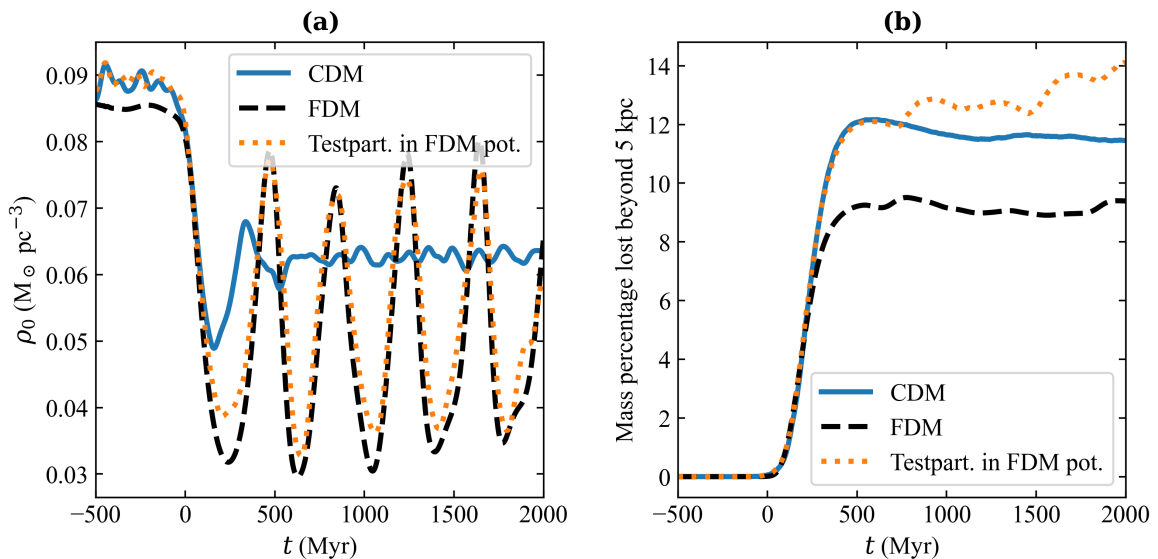 (a)
ρ₀ (M⊙ pc⁻³)
0.09
0.08
0.07
0.06
0.05
0.04
0.03
CDM
FDM
Testpart. in FDM pot.
−500 0 500 1000 1500 2000
t (Myr)
(b)
Mass percentage lost beyond 5 kpc
14
12
10
8
6
4
2
0
CDM
FDM
Testpart. in FDM pot.
−500 0 500 1000 1500 2000
t (Myr)